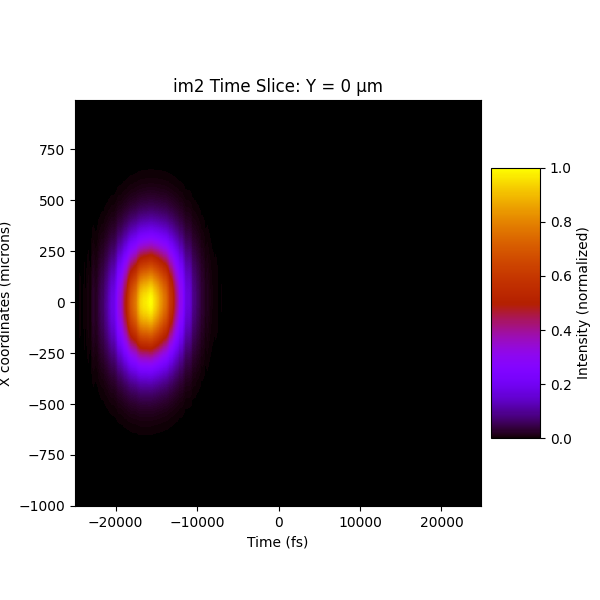 im2 Time Slice: Y = 0 μm
750
500
250
0
−250
−500
−750
−1000
X coordinates (microns)
−20000 −10000 0 10000 20000
Time (fs)
1.0
0.8
0.6
0.4
0.2
0.0
Intensity (normalized)